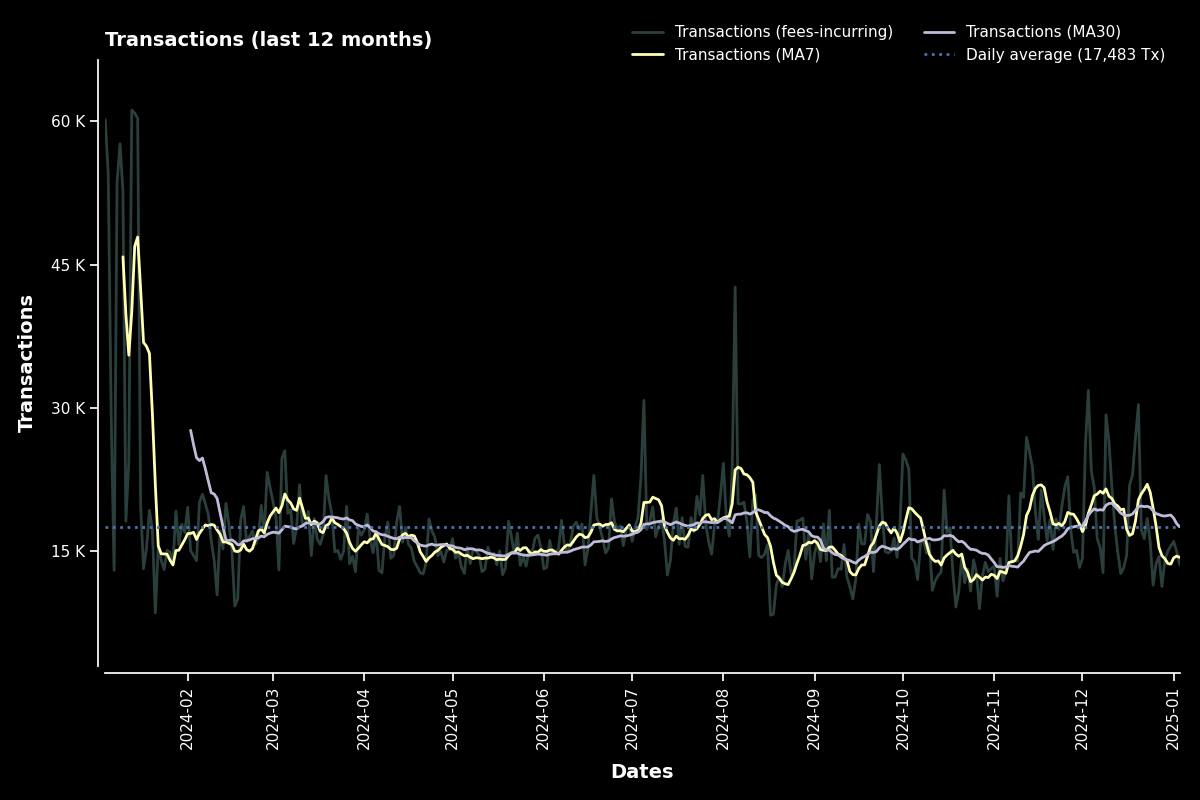 Transactions (last 12 months)
Transactions (fees-incurring)
Transactions (MA7)
Transactions (MA30)
Daily average (17,483 Tx)
Transactions
60 K
45 K
30 K
15 K
2024-02
2024-03
2024-04
2024-05
2024-06
2024-07
2024-08
2024-09
2024-10
2024-11
2024-12
2025-01
Dates